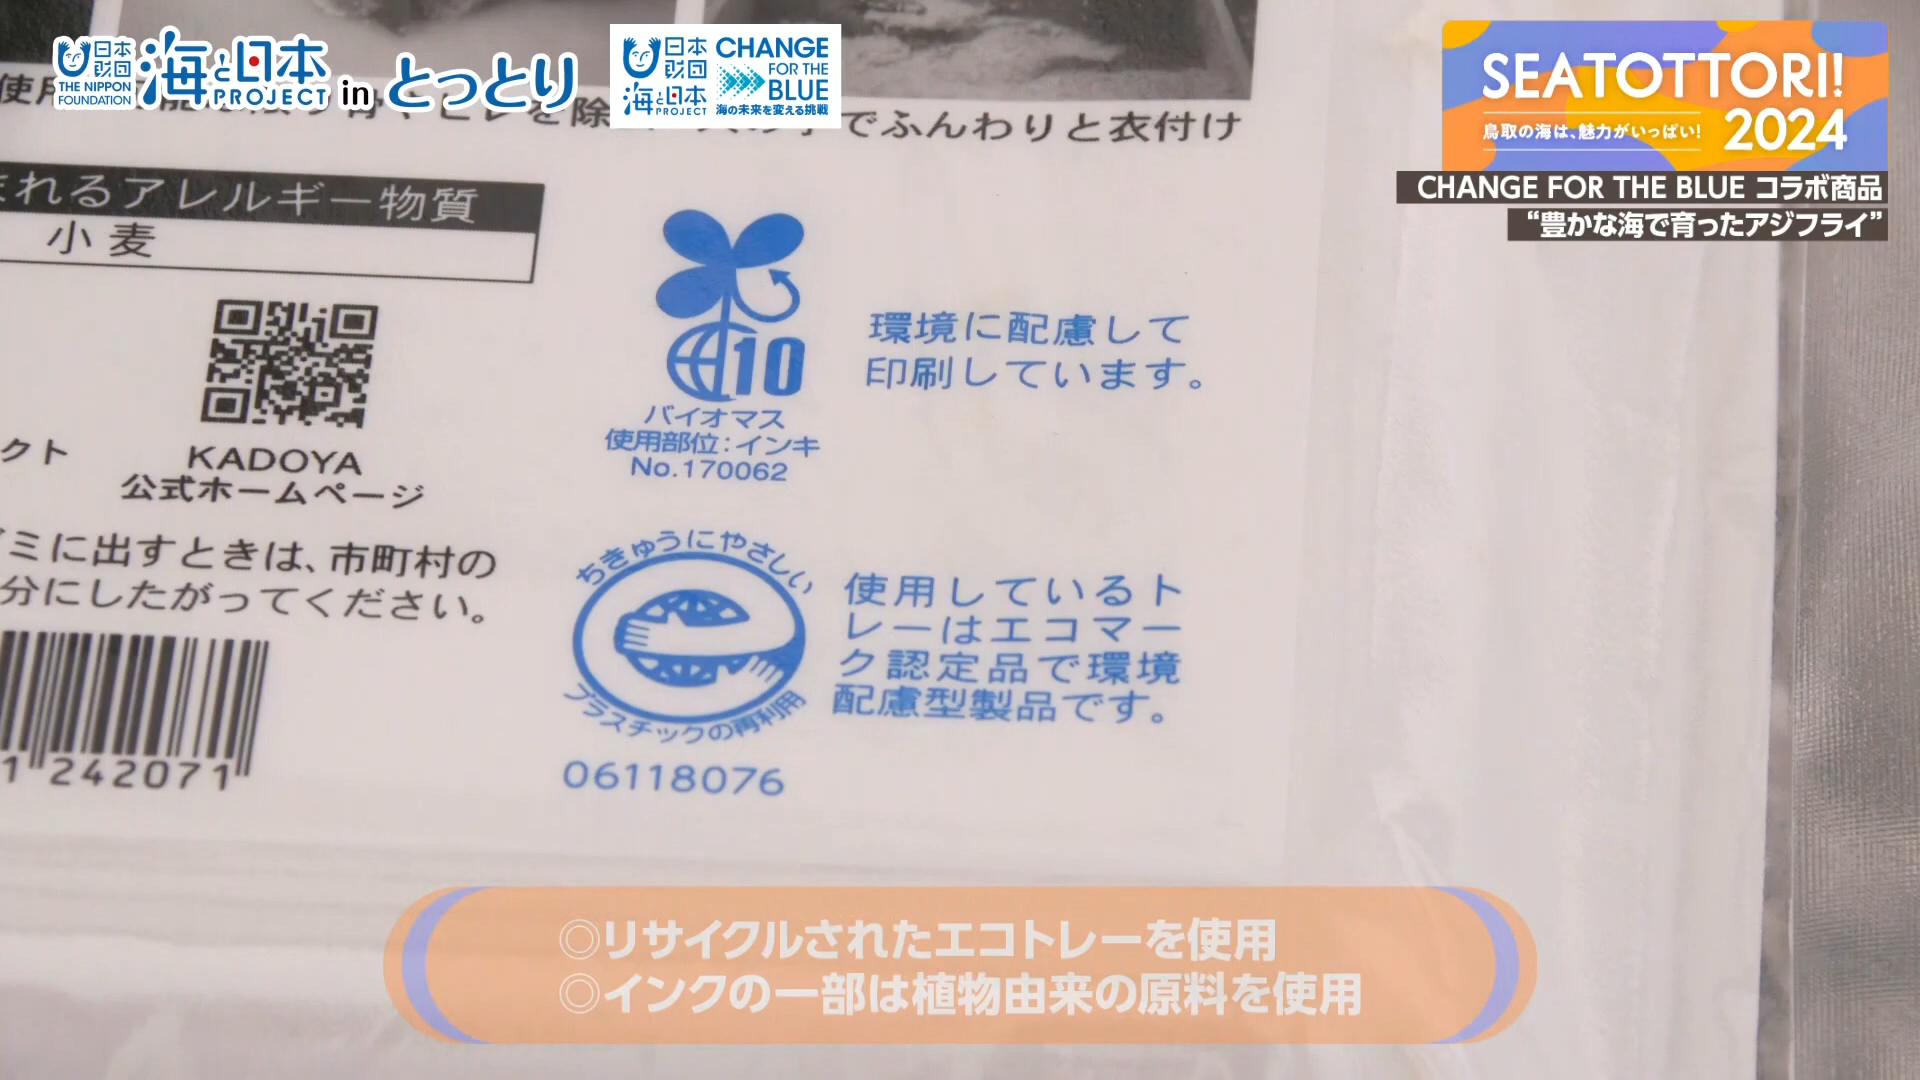 日本財団
THE NIPPON FOUNDATION
海と日本
PROJECT
in とっとり
日本財団
海と日本
PROJECT
CHANGE
FOR THE
BLUE
海の未来を変える挑戦
SEATOTTORI!
鳥取の海は、魅力がいっぱい!
2024
CHANGE FOR THE BLUE コラボ商品
“豊かな海で育ったアジフライ”
でふんわりと衣付け
まれるアレルギー物質
小麦
クト
KADOYA
公式ホームページ
ゴミに出すときは、市町村の
分にしたがってください。
1 242071
10
バイオマス
使用部位:インキ
No.170062
環境に配慮して
印刷しています。
ちきゅうにやさしい
プラスチックの再利用
06118076
使用しているト
レーはエコマー
ク認定品で環境
配慮型製品です。
◎リサイクルされたエコトレーを使用
◎インクの一部は植物由来の原料を使用